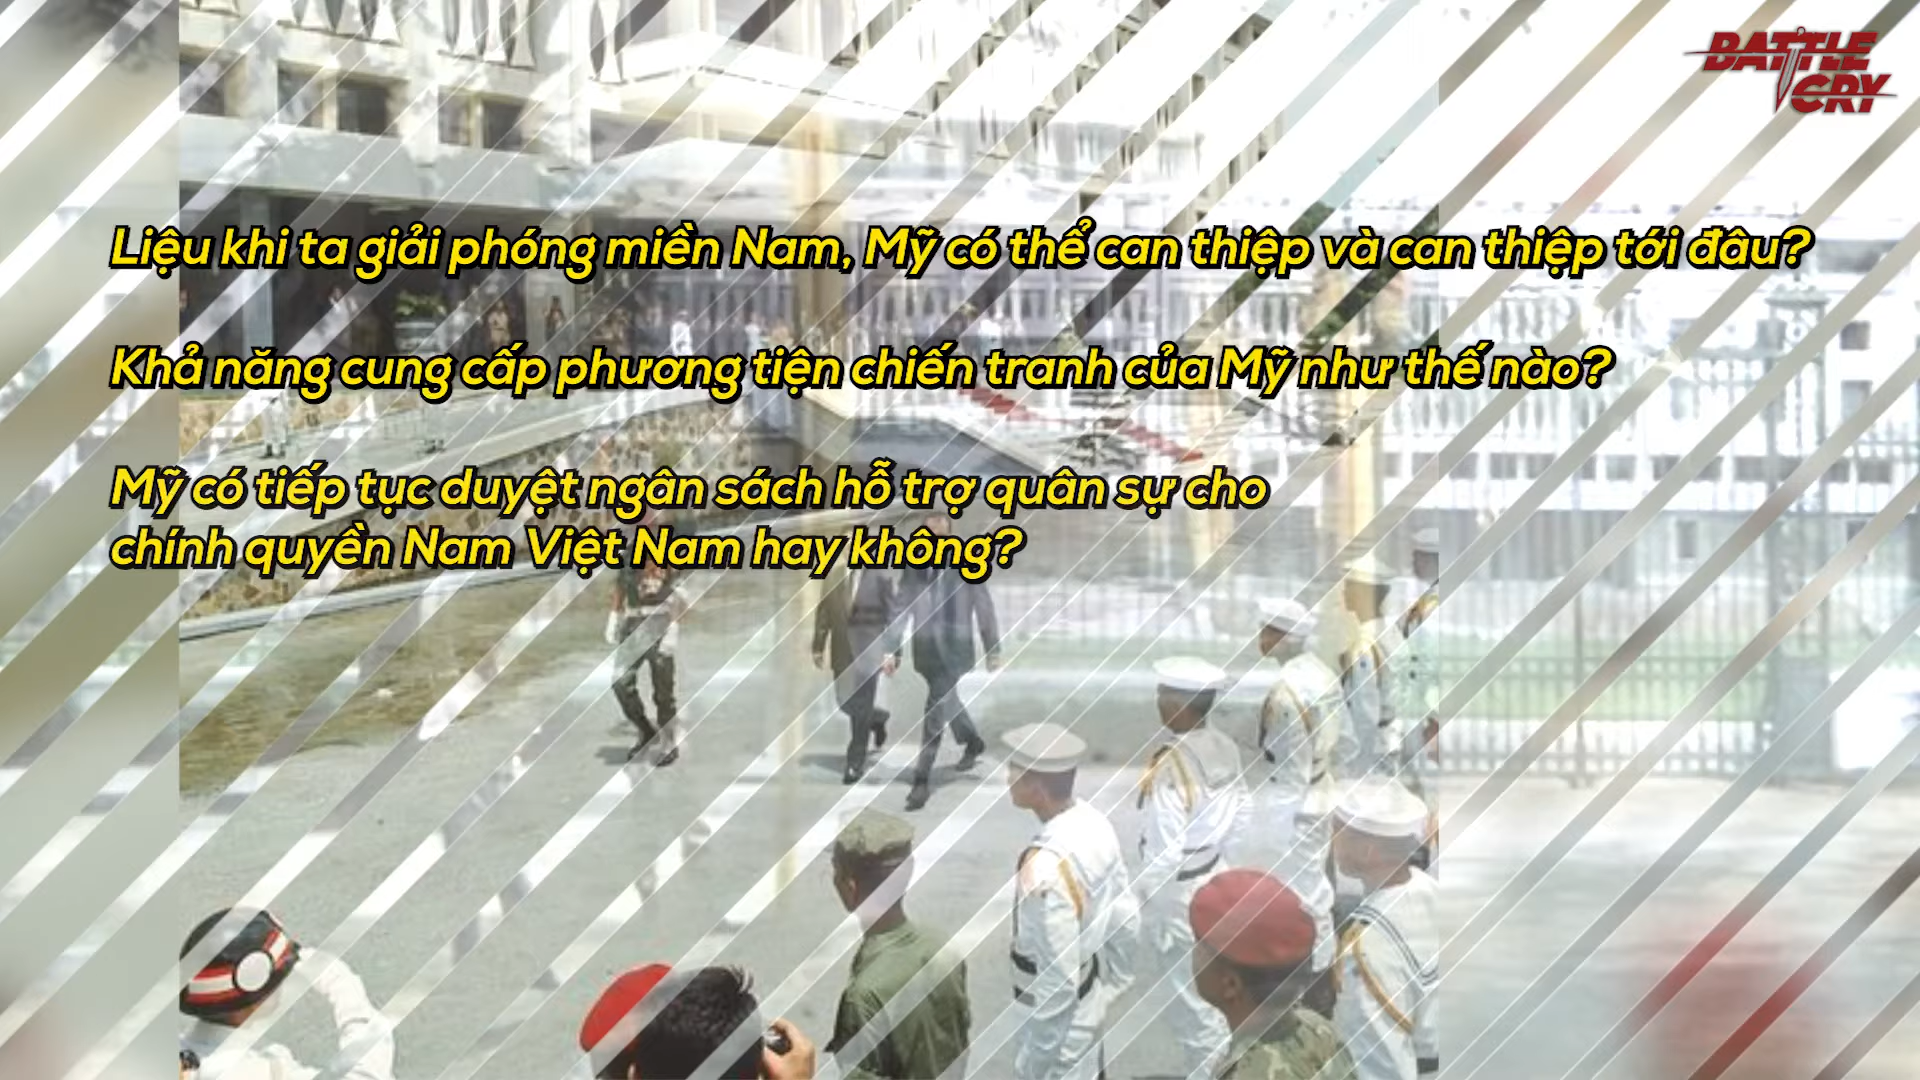 BATTLE
CRY
Liệu khi ta giải phóng miền Nam, Mỹ có thể can thiệp và can thiệp tới đâu?
Khả năng cung cấp phương tiện chiến tranh của Mỹ như thế nào?
Mỹ có tiếp tục duyệt ngân sách hỗ trợ quân sự cho
chính quyền Nam Việt Nam hay không?